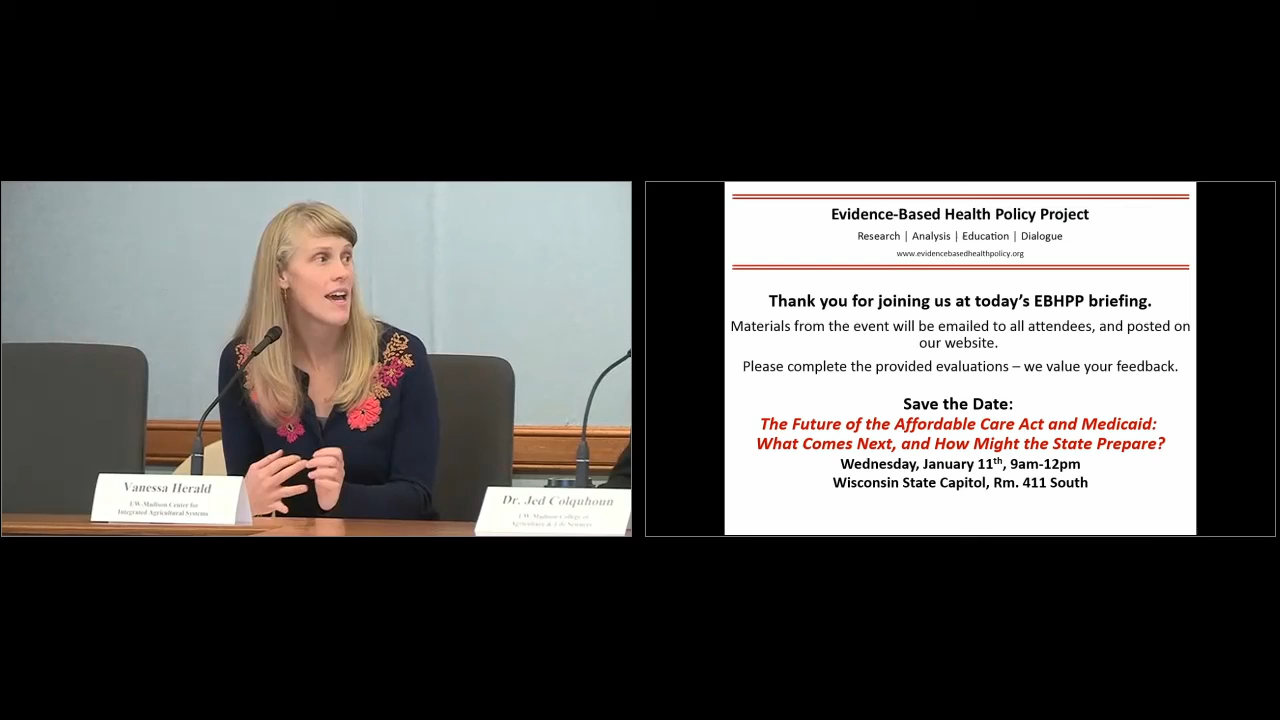 Vanessa Herald
UW-Madison Center for
Integrated Agricultural Systems
Dr. Jed Colquhoun
UW-Madison College of
Agriculture & Life Sciences
Evidence-Based Health Policy Project
Research | Analysis | Education | Dialogue
www.evidencebasedhealthpolicy.org
Thank you for joining us at today's EBHPP briefing.
Materials from the event will be emailed to all attendees, and posted on
our website.
Please complete the provided evaluations – we value your feedback.
Save the Date:
The Future of the Affordable Care Act and Medicaid:
What Comes Next, and How Might the State Prepare?
Wednesday, January 11th, 9am-12pm
Wisconsin State Capitol, Rm. 411 South